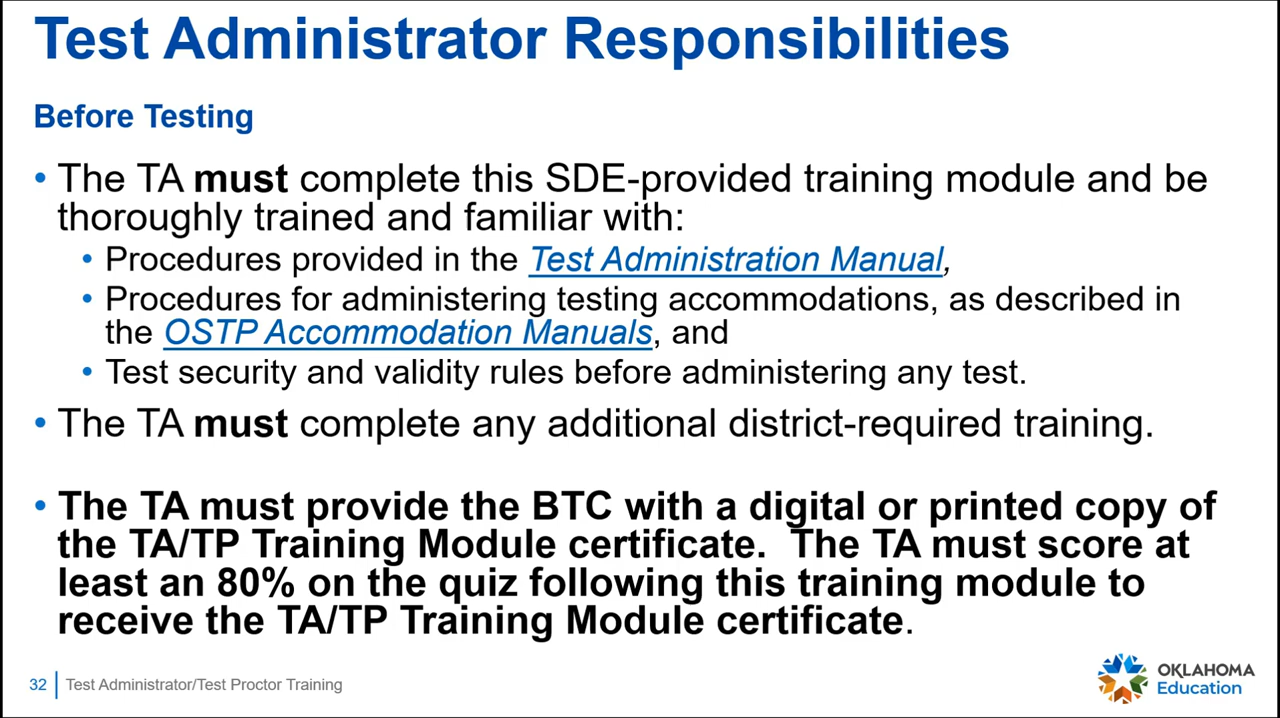 Test Administrator Responsibilities
Before Testing
• The TA must complete this SDE-provided training module and be
thoroughly trained and familiar with:
• Procedures provided in the Test Administration Manual,
• Procedures for administering testing accommodations, as described in
the OSTP Accommodation Manuals, and
• Test security and validity rules before administering any test.
• The TA must complete any additional district-required training.
• The TA must provide the BTC with a digital or printed copy of
the TA/TP Training Module certificate.  The TA must score at
least an 80% on the quiz following this training module to
receive the TA/TP Training Module certificate.
32 Test Administrator/Test Proctor Training
OKLAHOMA
Education